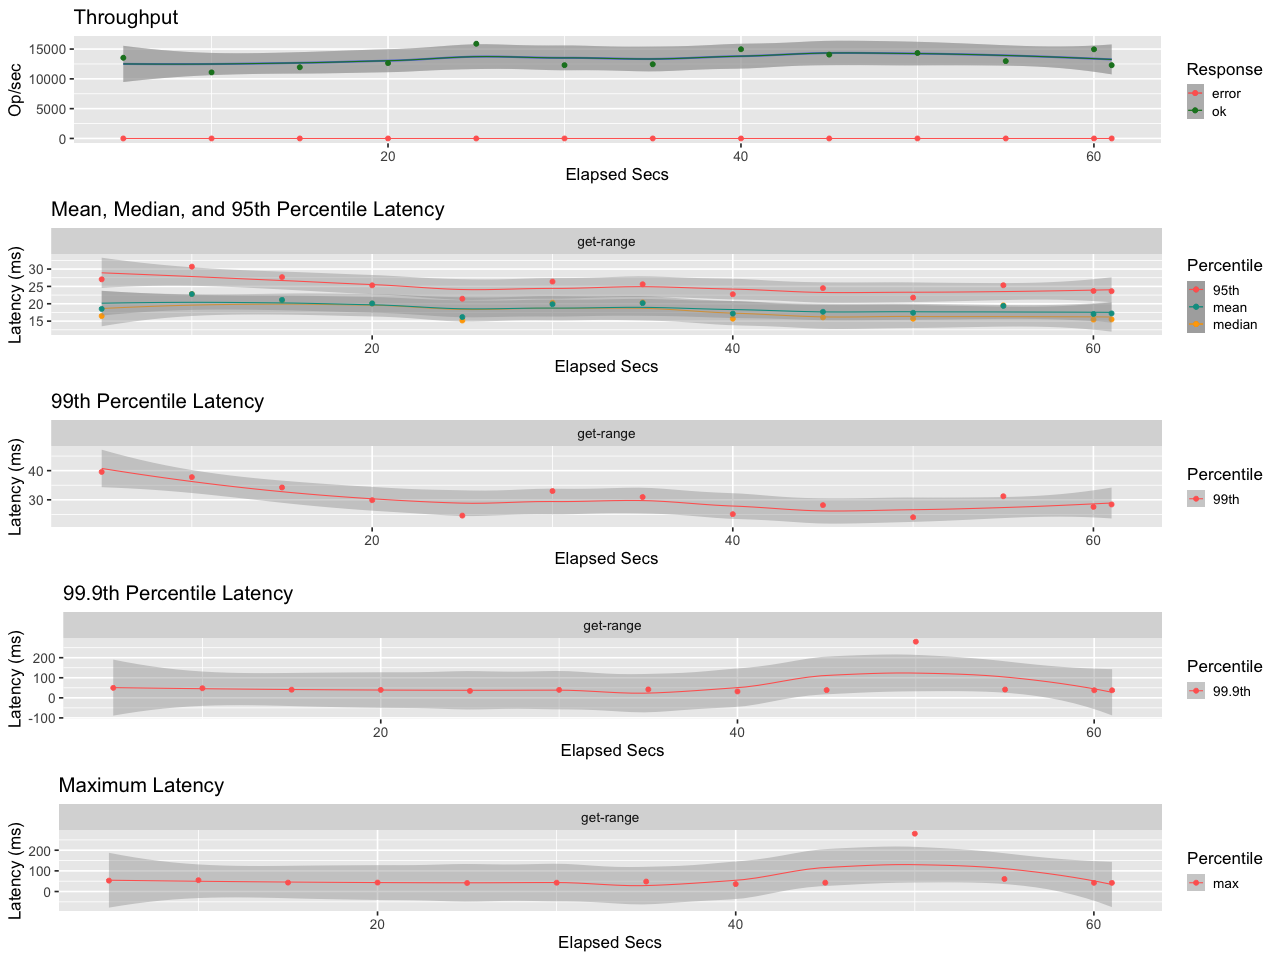 Throughput
15000
10000
5000
0
Op/sec
20
40
60
Elapsed Secs
Response
error
ok
Mean, Median, and 95th Percentile Latency
get-range
30
25
20
15
Latency (ms)
20
40
60
Elapsed Secs
Percentile
95th
mean
median
99th Percentile Latency
get-range
40
30
Latency (ms)
20
40
60
Elapsed Secs
Percentile
99th
99.9th Percentile Latency
get-range
200
100
0
-100
Latency (ms)
20
40
60
Elapsed Secs
Percentile
99.9th
Maximum Latency
get-range
200
100
0
Latency (ms)
20
40
60
Elapsed Secs
Percentile
max